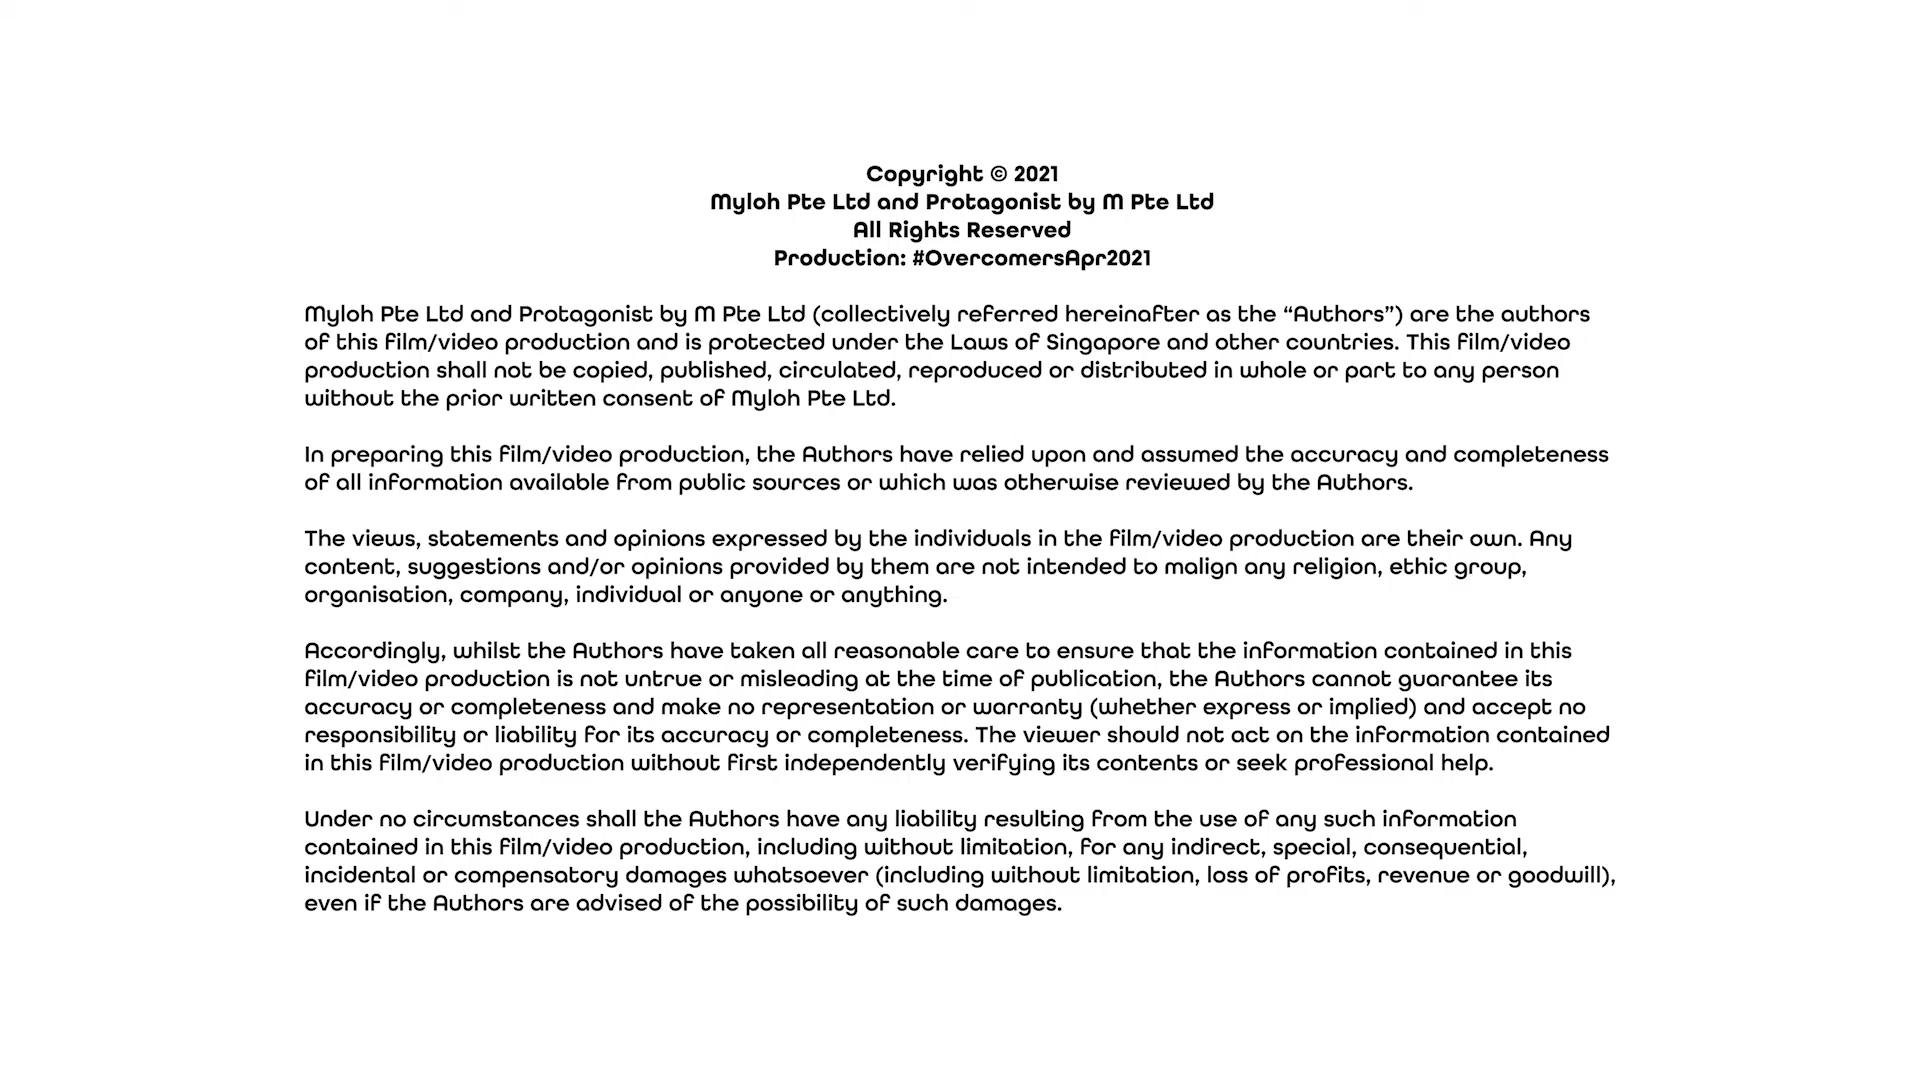 Copyright © 2021
Myloh Pte Ltd and Protagonist by M Pte Ltd
All Rights Reserved
Production: #OvercomersApr2021
Myloh Pte Ltd and Protagonist by M Pte Ltd (collectively referred hereinafter as the “Authors”) are the authors
of this film/video production and is protected under the Laws of Singapore and other countries. This film/video
production shall not be copied, published, circulated, reproduced or distributed in whole or part to any person
without the prior written consent of Myloh Pte Ltd.
In preparing this film/video production, the Authors have relied upon and assumed the accuracy and completeness
of all information available from public sources or which was otherwise reviewed by the Authors.
The views, statements and opinions expressed by the individuals in the film/video production are their own. Any
content, suggestions and/or opinions provided by them are not intended to malign any religion, ethic group,
organisation, company, individual or anyone or anything.
Accordingly, whilst the Authors have taken all reasonable care to ensure that the information contained in this
film/video production is not untrue or misleading at the time of publication, the Authors cannot guarantee its
accuracy or completeness and make no representation or warranty (whether express or implied) and accept no
responsibility or liability for its accuracy or completeness. The viewer should not act on the information contained
in this film/video production without first independently verifying its contents or seek professional help.
Under no circumstances shall the Authors have any liability resulting from the use of any such information
contained in this film/video production, including without limitation, for any indirect, special, consequential,
incidental or compensatory damages whatsoever (including without limitation, loss of profits, revenue or goodwill),
even if the Authors are advised of the possibility of such damages.